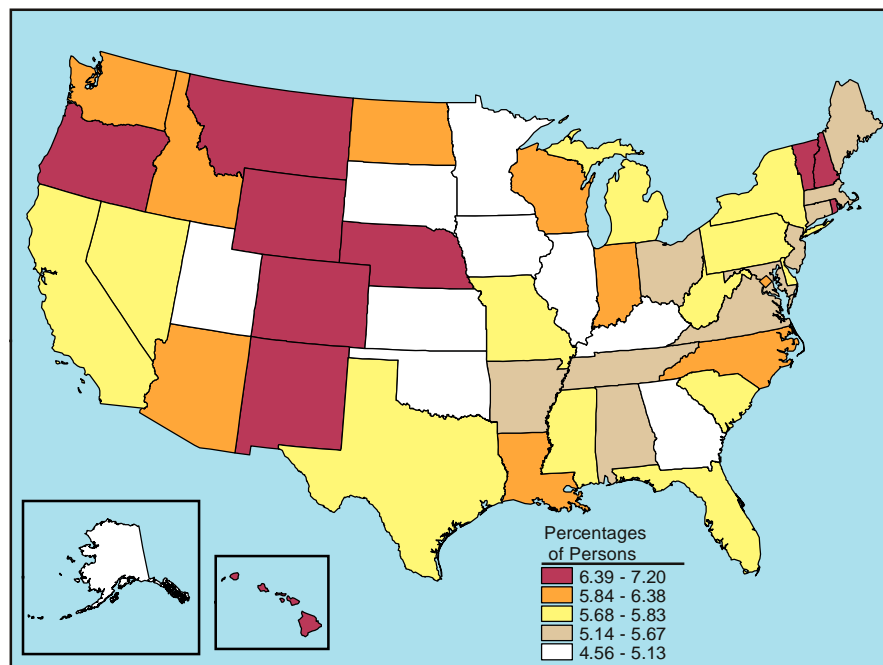 Percentages
of Persons
6.39 - 7.20
5.84 - 6.38
5.68 - 5.83
5.14 - 5.67
4.56 - 5.13